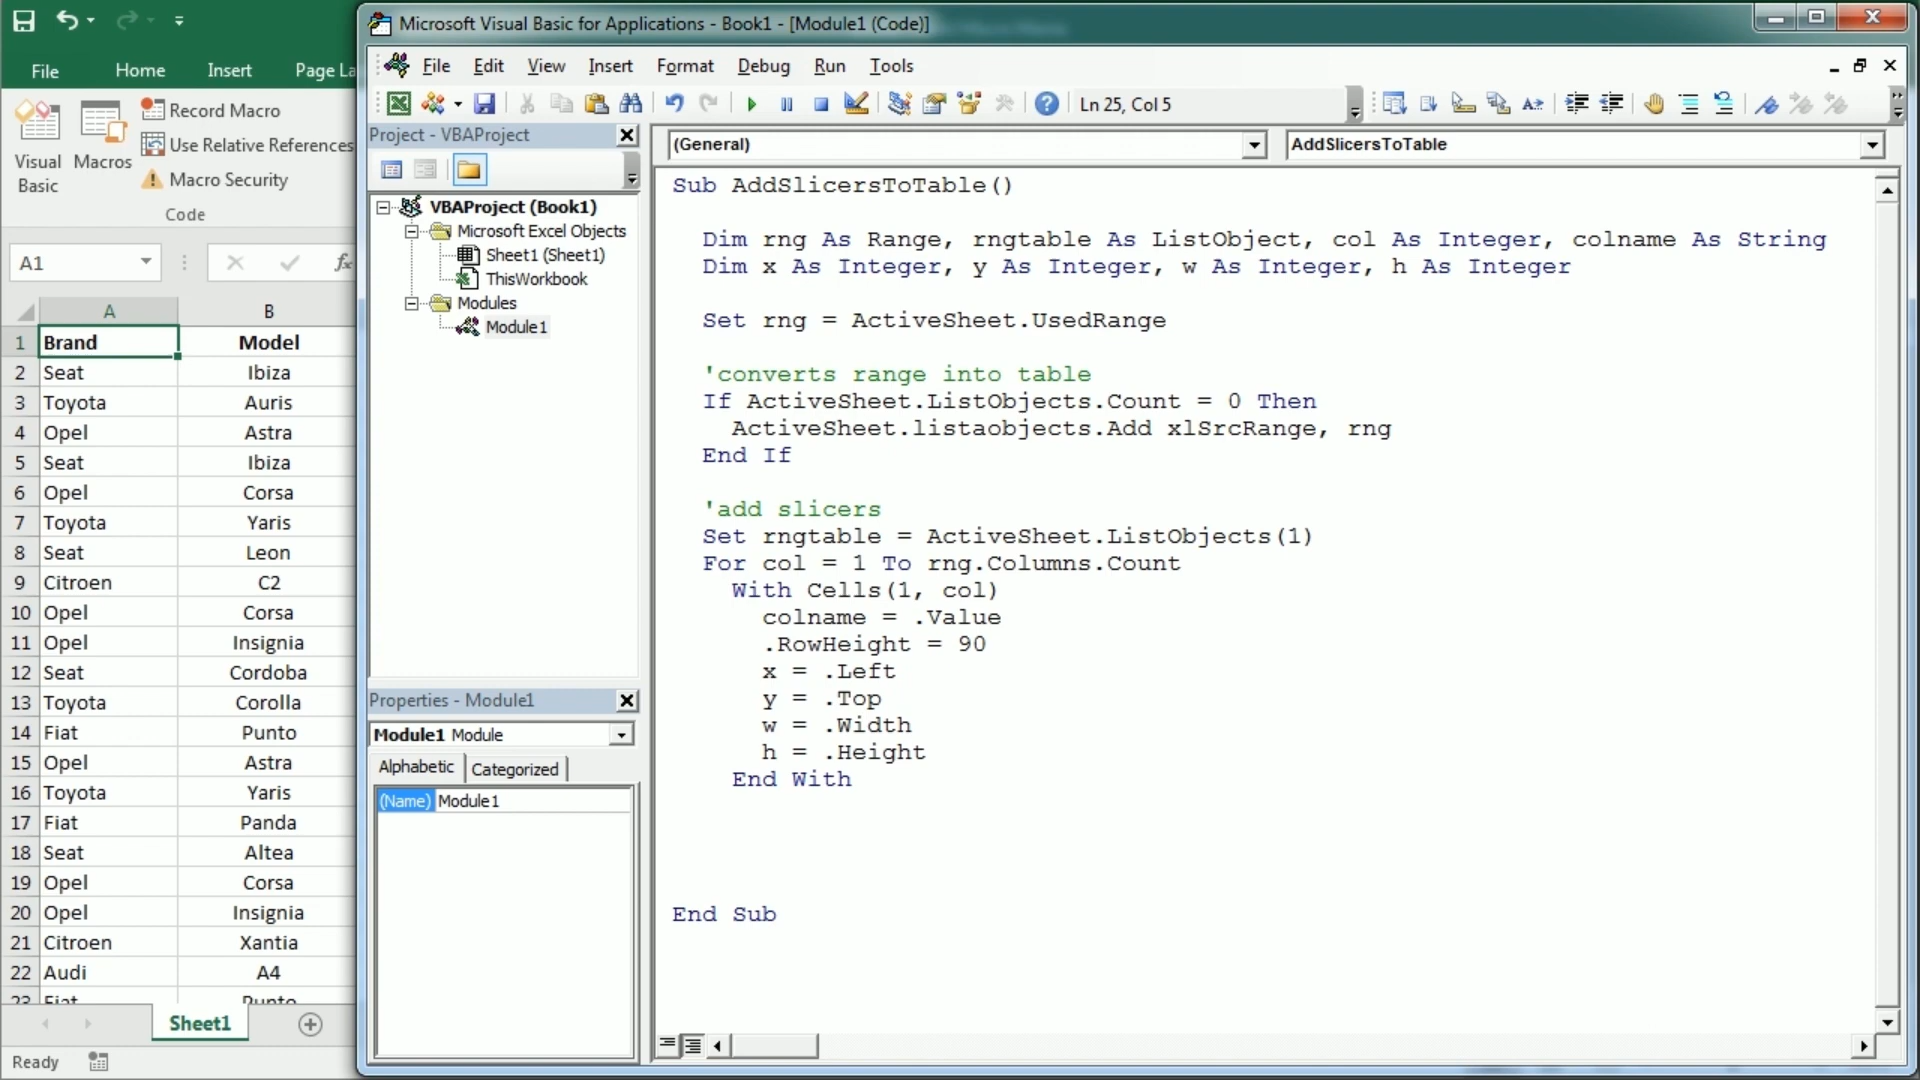 Microsoft Visual Basic for Applications - Book1 - [Module1 (Code)]
File Home Insert Page La
File Edit View Insert Format Debug Run Tools
Ln 25, Col 5
Visual Basic
Macros
Record Macro
Use Relative References
Macro Security
Code
A1
fx
A B
1 Brand Model
2 Seat Ibiza
3 Toyota Auris
4 Opel Astra
5 Seat Ibiza
6 Opel Corsa
7 Toyota Yaris
8 Seat Leon
9 Citroen C2
10 Opel Corsa
11 Opel Insignia
12 Seat Cordoba
13 Toyota Corolla
14 Fiat Punto
15 Opel Astra
16 Toyota Yaris
17 Fiat Panda
18 Seat Altea
19 Opel Corsa
20 Opel Insignia
21 Citroen Xantia
22 Audi A4
23 Fiat Punto
Sheet1
Ready
Project - VBAProject
VBAProject (Book1)
Microsoft Excel Objects
Sheet1 (Sheet1)
ThisWorkbook
Modules
Module1
Properties - Module1
Module1 Module
Alphabetic Categorized
(Name) Module1
(General) AddSlicersToTable
Sub AddSlicersToTable()
Dim rng As Range, rngtable As ListObject, col As Integer, colname As String
Dim x As Integer, y As Integer, w As Integer, h As Integer
Set rng = ActiveSheet.UsedRange
'converts range into table
If ActiveSheet.ListObjects.Count = 0 Then
ActiveSheet.listaobjects.Add xlSrcRange, rng
End If
'add slicers
Set rngtable = ActiveSheet.ListObjects(1)
For col = 1 To rng.Columns.Count
With Cells(1, col)
colname = .Value
.RowHeight = 90
x = .Left
y = .Top
w = .Width
h = .Height
End With
End Sub